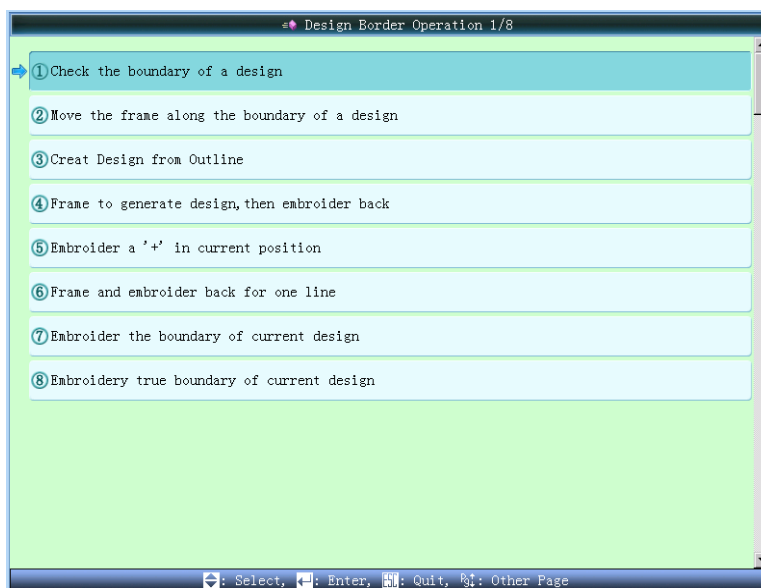 Design Border Operation 1/8
①Check the boundary of a design
②Move the frame along the boundary of a design
③Creat Design from Outline
④Frame to generate design,then embroider back
⑤Embroider a '+' in current position
⑥Frame and embroider back for one line
⑦Embroider the boundary of current design
⑧Embroidery true boundary of current design
: Select, : Enter, ESC: Quit, Pg: Other Page